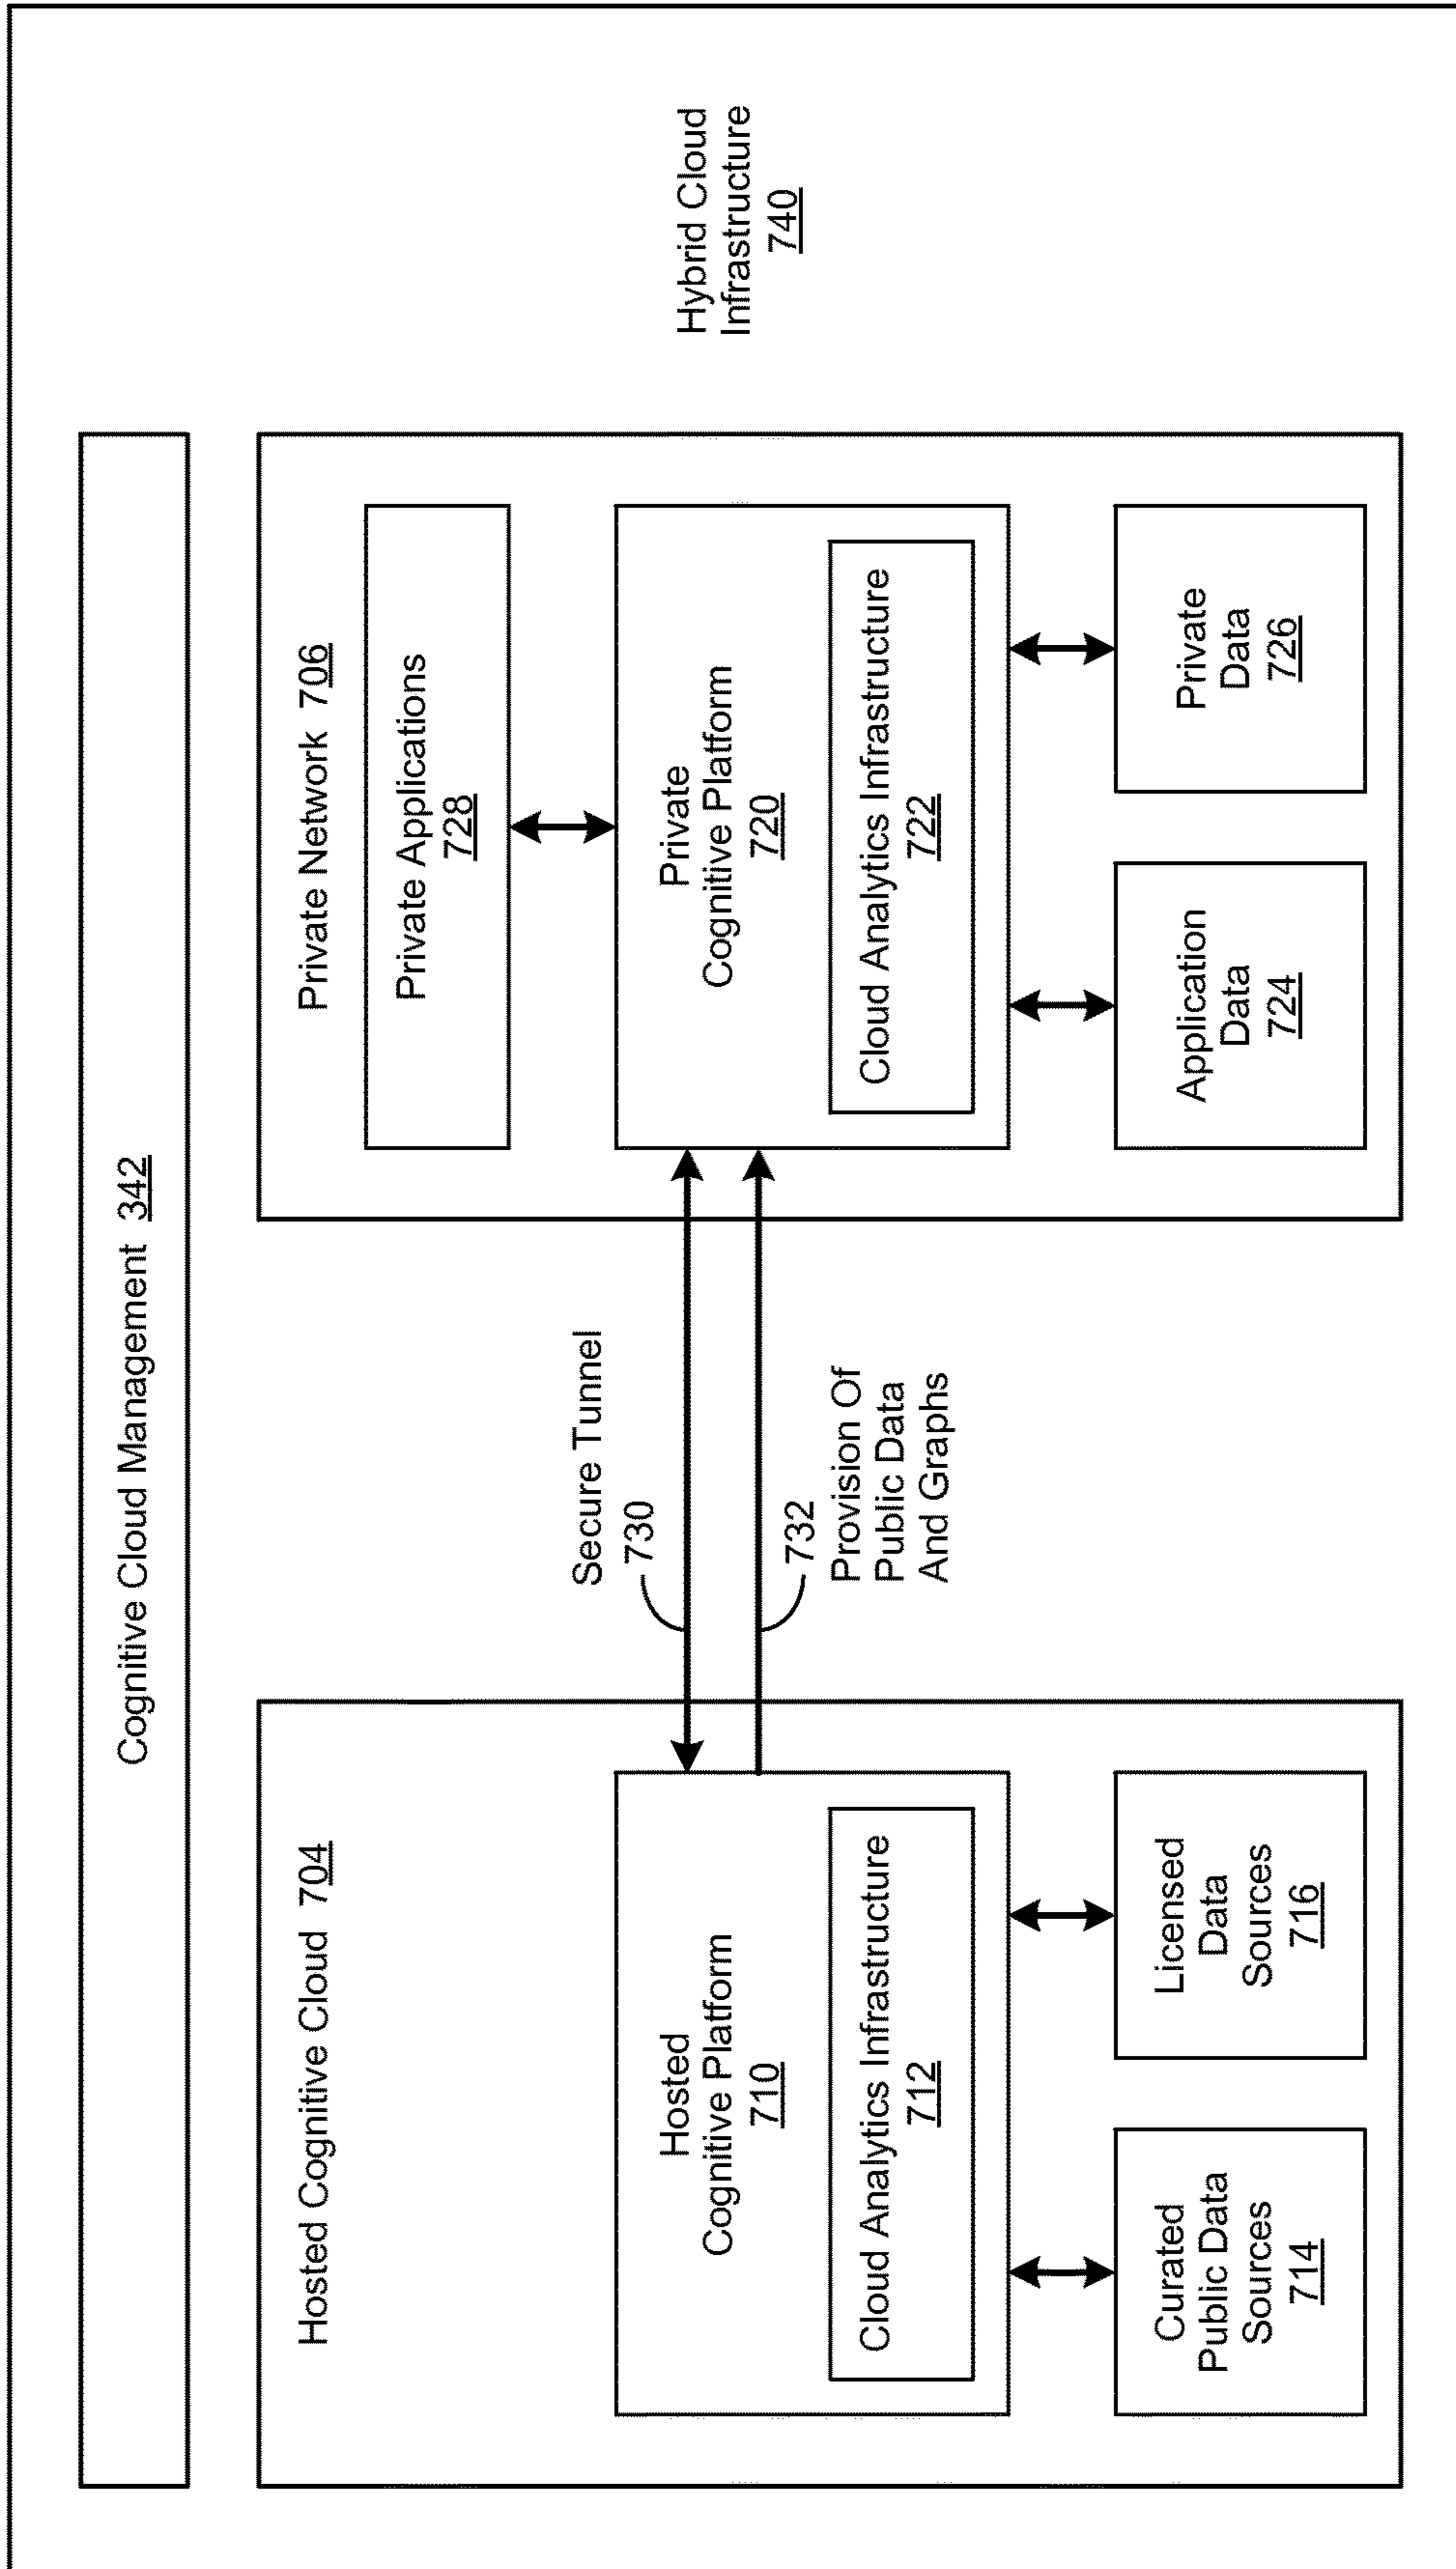 Cognitive Cloud Management 342
Hosted Cognitive Cloud 704
Hosted
Cognitive Platform
710
Cloud Analytics Infrastructure
712
Curated
Public Data
Sources
714
Licensed
Data
Sources
716
Secure Tunnel
730
732
Provision Of
Public Data
And Graphs
Private Network 706
Private Applications
728
Private
Cognitive Platform
720
Cloud Analytics Infrastructure
722
Application
Data
724
Private
Data
726
Hybrid Cloud
Infrastructure
740